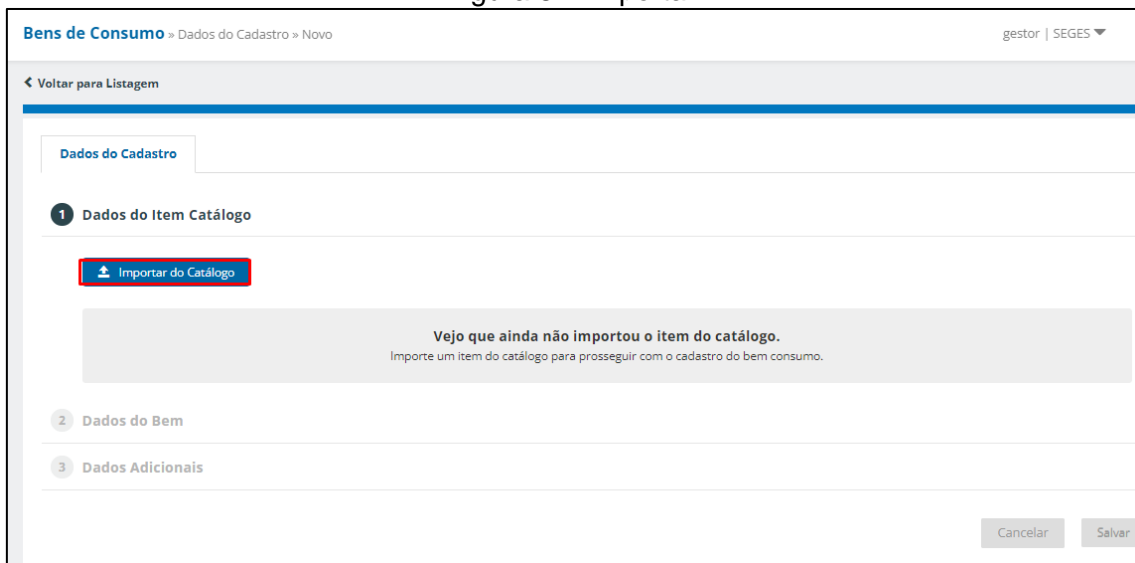 Bens de Consumo » Dados do Cadastro » Novo
gestor | SEGES
Voltar para Listagem
Dados do Cadastro
1 Dados do Item Catálogo
Importar do Catálogo
Vejo que ainda não importou o item do catálogo.
Importe um item do catálogo para prosseguir com o cadastro do bem consumo.
2 Dados do Bem
3 Dados Adicionais
Cancelar
Salvar